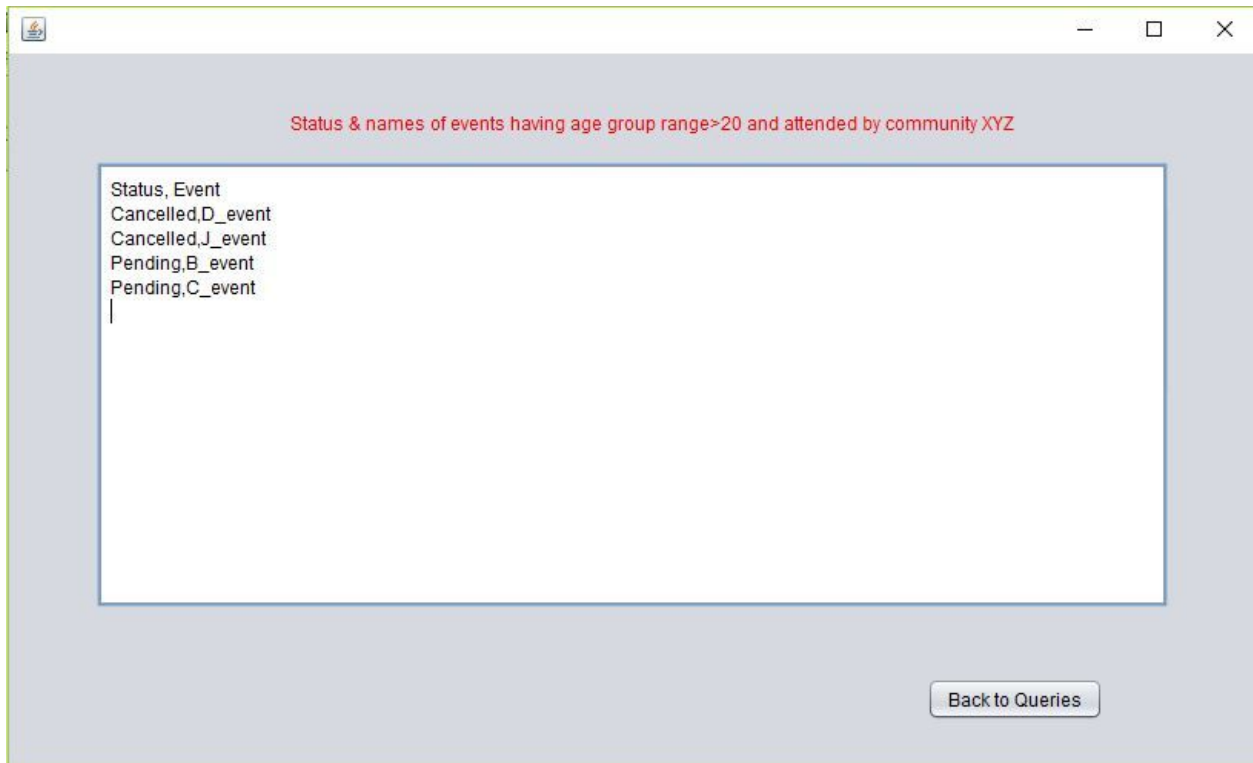 Status & names of events having age group range>20 and attended by community XYZ
Status, Event
Cancelled,D_event
Cancelled,J_event
Pending,B_event
Pending,C_event
Back to Queries